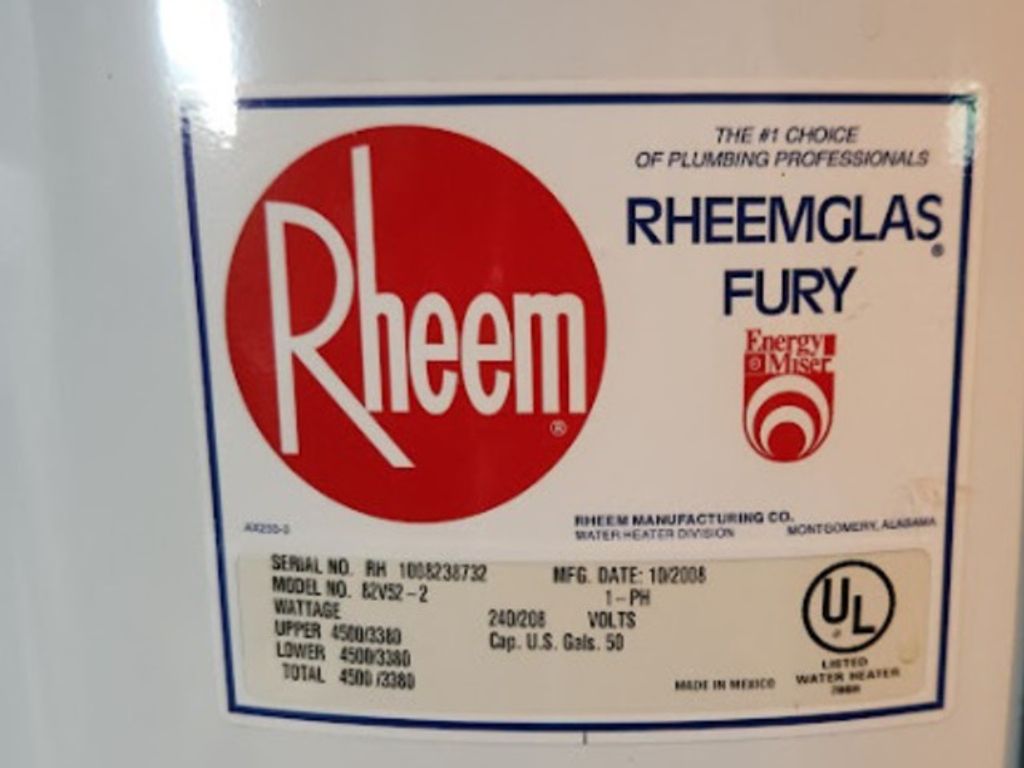 THE #1 CHOICE
OF PLUMBING PROFESSIONALS
Rheem®
RHEEMGLAS®
FURY
Energy
Miser
RHEEM MANUFACTURING CO.
WATER HEATER DIVISION MONTGOMERY, ALABAMA
SERIAL NO. RH 1008238732 MFG. DATE: 10/2008
MODEL NO. 82V52-2 1-PH
WATTAGE 240/208 VOLTS
UPPER 4500/3380 Cap. U.S. Gals. 50
LOWER 4500/3380
TOTAL 4500/3380
MADE IN MEXICO
UL
LISTED
WATER HEATER